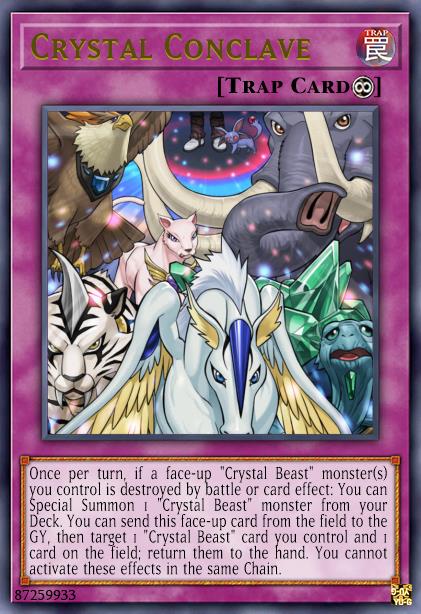 CRYSTAL CONCLAVE
TRAP
罠
[TRAP CARD∞]
Once per turn, if a face-up "Crystal Beast" monster(s)
you control is destroyed by battle or card effect: You can
Special Summon 1 "Crystal Beast" monster from your
Deck. You can send this face-up card from the field to the
GY, then target 1 "Crystal Beast" card you control and 1
card on the field; return them to the hand. You cannot
activate these effects in the same Chain.
87259933